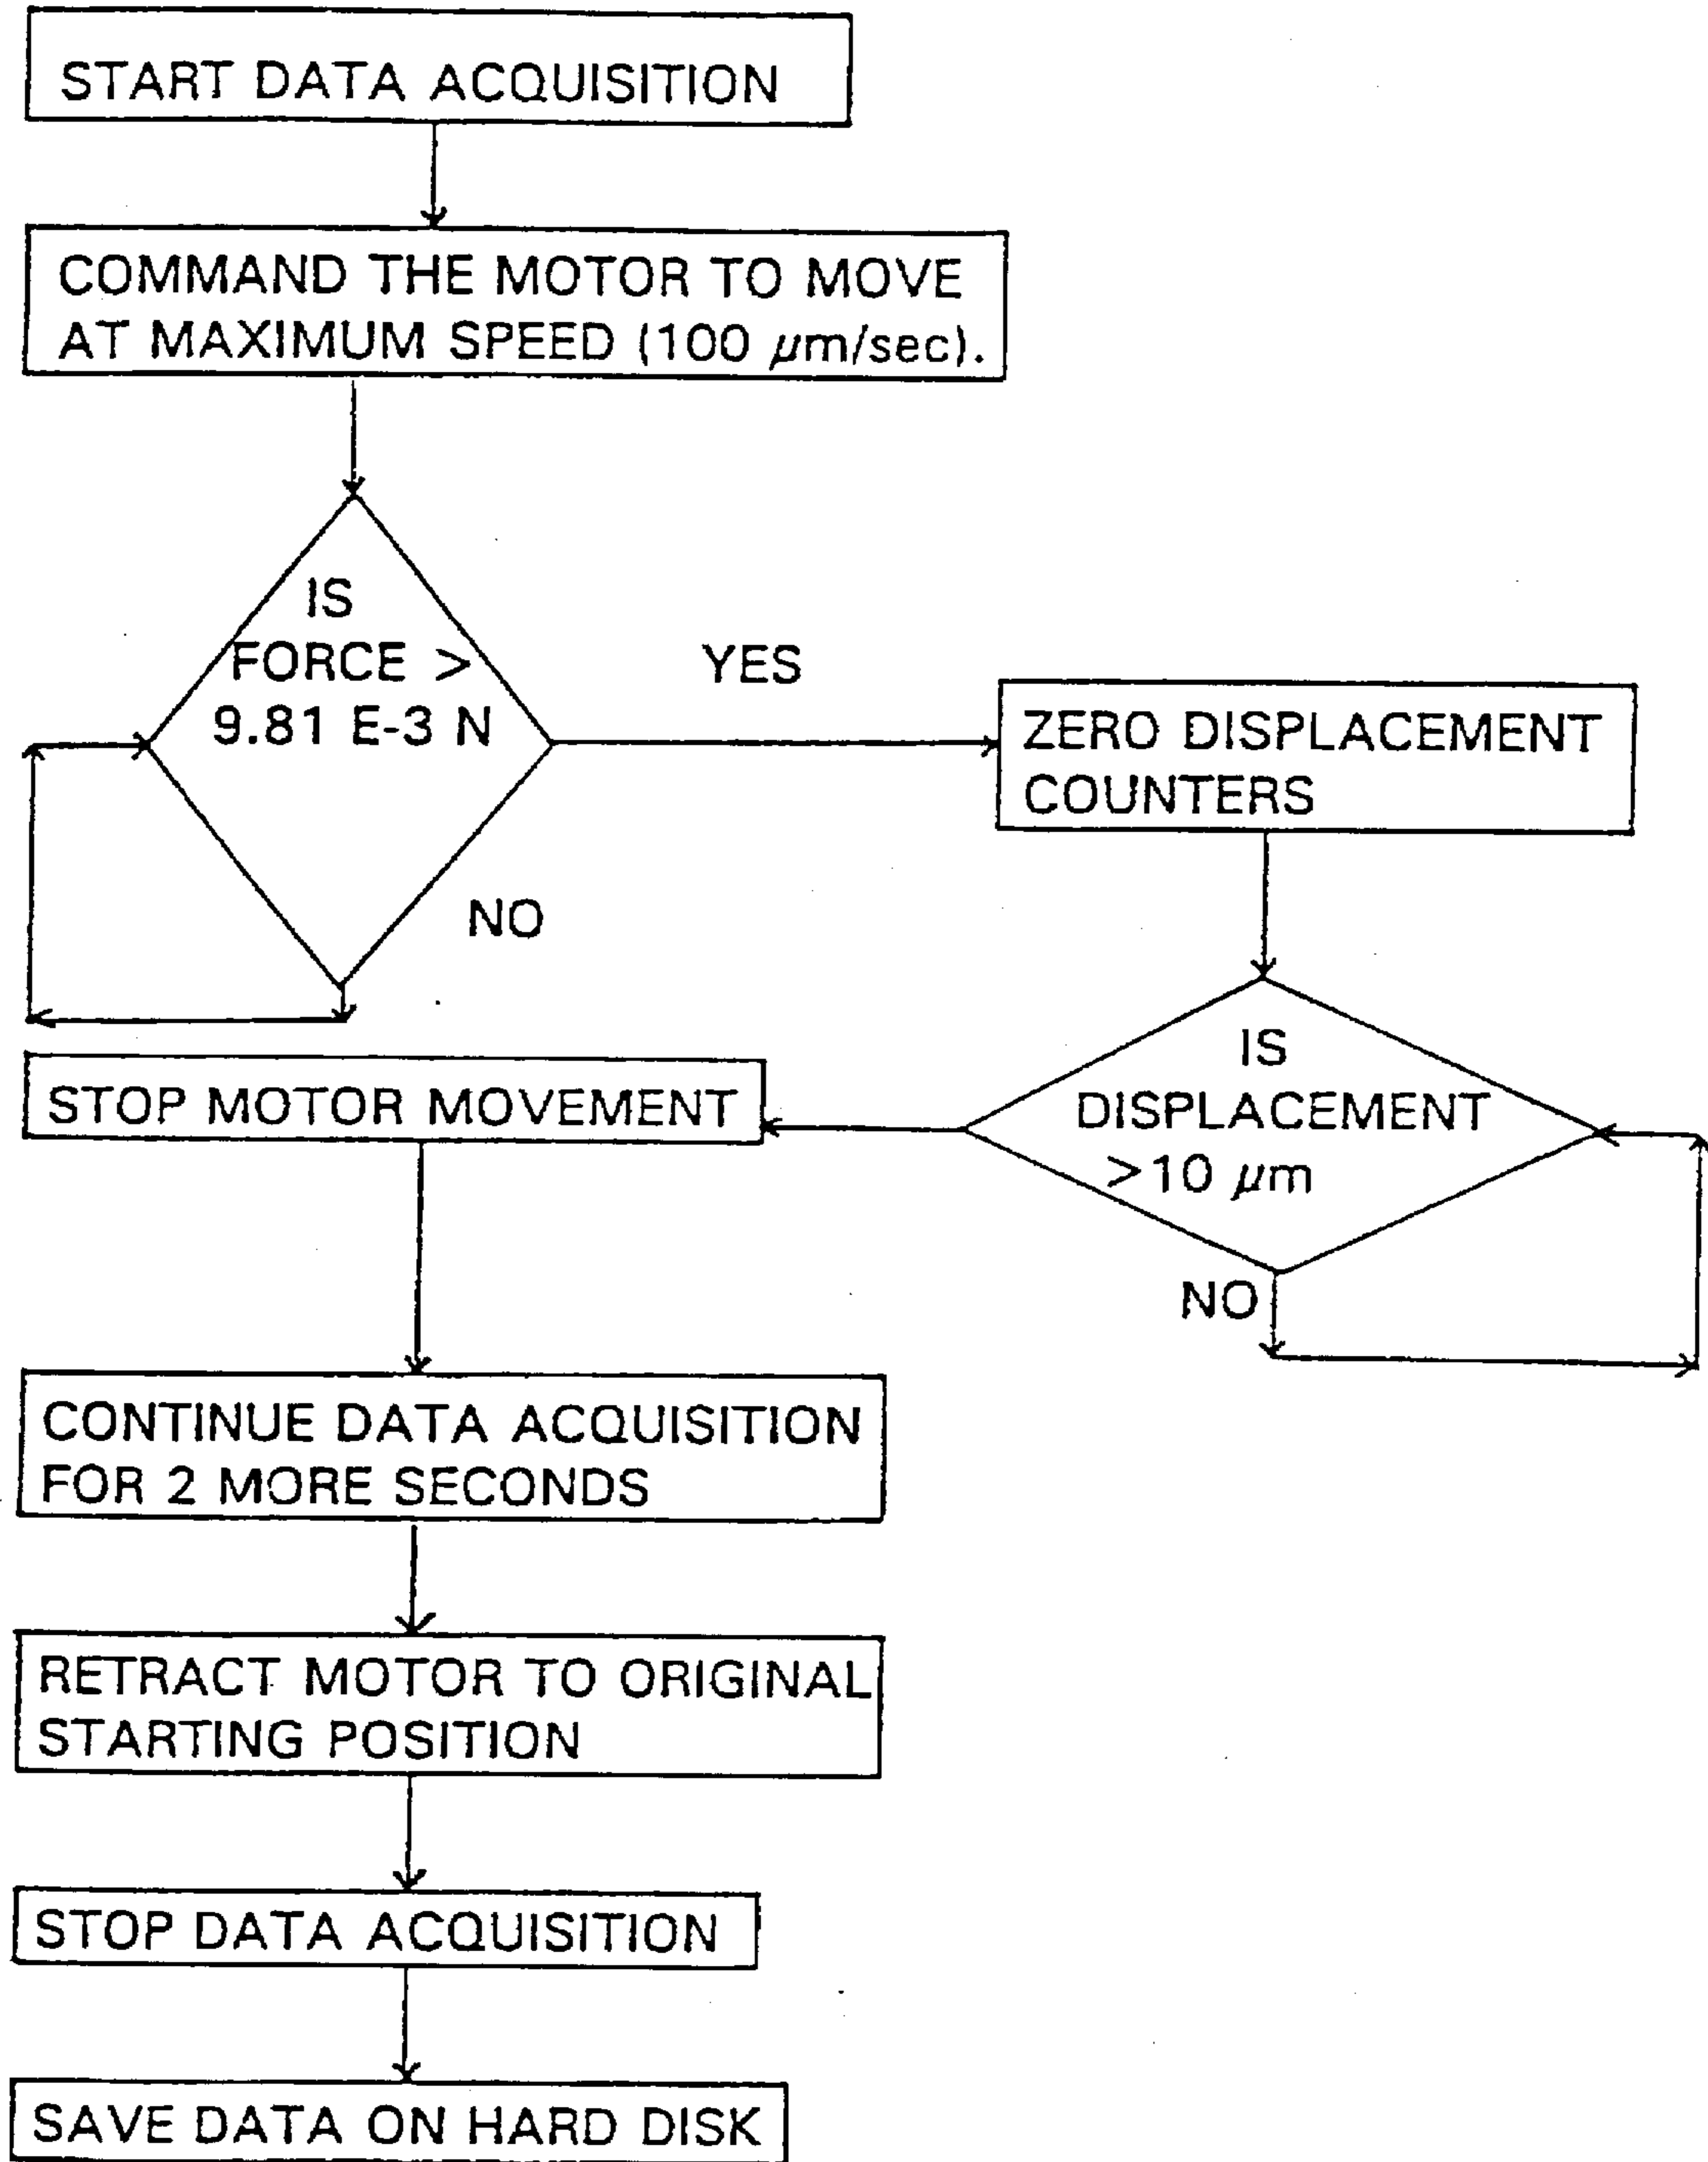 START DATA ACQUISITION
COMMAND THE MOTOR TO MOVE
AT MAXIMUM SPEED (100 μm/sec).
IS
FORCE >
9.81 E-3 N
YES
NO
ZERO DISPLACEMENT
COUNTERS
IS
DISPLACEMENT
>10 μm
NO
STOP MOTOR MOVEMENT
CONTINUE DATA ACQUISITION
FOR 2 MORE SECONDS
RETRACT MOTOR TO ORIGINAL
STARTING POSITION
STOP DATA ACQUISITION
SAVE DATA ON HARD DISK